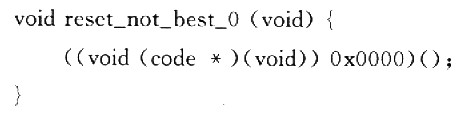 void reset_not_best_0 (void) {
((void (code * )(void)) 0x0000)();
}